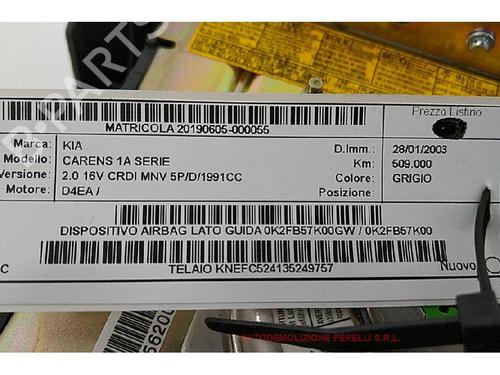 Prezzo Listino
MATRICOLA 20190605-000055
Marca: KIA D.Imm.: 28/01/2003
Modello: CARENS 1A SERIE Km: 509.000
Versione: 2.0 16V CRDI MNV 5P/D/1991CC Colore: GRIGIO
Motore: D4EA / Posizione:
DISPOSITIVO AIRBAG LATO GUIDA 0K2FB57K00GW / 0K2FB57K00
TELAIO KNEFC524135249757
Nuovo
AUTODEMOLIZIONE PERELLI S.R.L.